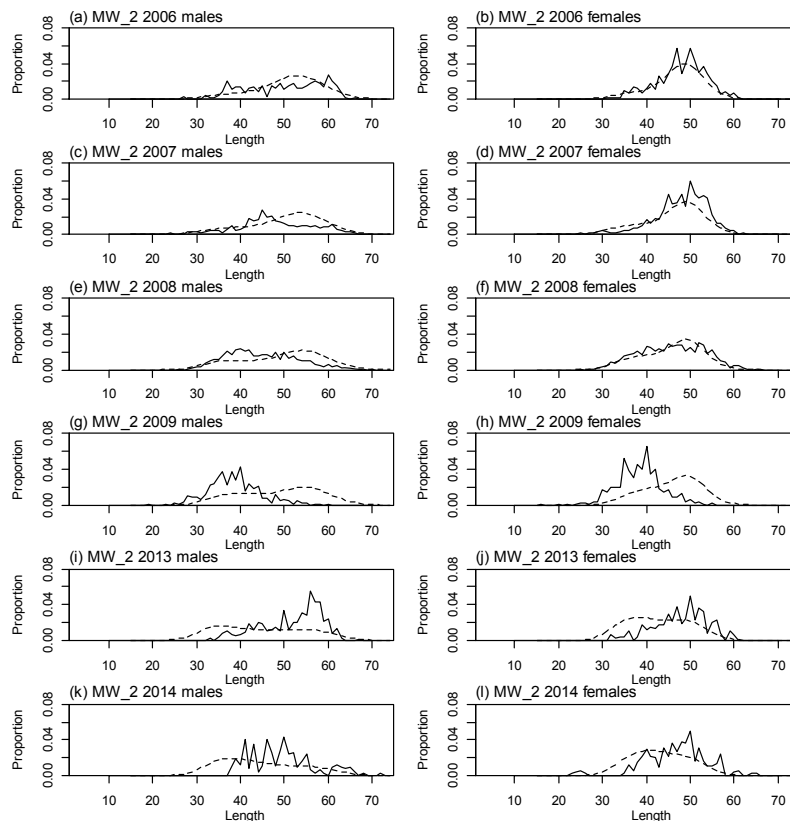 (a) MW_2 2006 males
(b) MW_2 2006 females
Proportion
0.00 0.04 0.08
10 20 30 40 50 60 70
Length
Proportion
0.00 0.04 0.08
10 20 30 40 50 60 70
Length
(c) MW_2 2007 males
(d) MW_2 2007 females
Proportion
0.00 0.04 0.08
10 20 30 40 50 60 70
Length
Proportion
0.00 0.04 0.08
10 20 30 40 50 60 70
Length
(e) MW_2 2008 males
(f) MW_2 2008 females
Proportion
0.00 0.04 0.08
10 20 30 40 50 60 70
Length
Proportion
0.00 0.04 0.08
10 20 30 40 50 60 70
Length
(g) MW_2 2009 males
(h) MW_2 2009 females
Proportion
0.00 0.04 0.08
10 20 30 40 50 60 70
Length
Proportion
0.00 0.04 0.08
10 20 30 40 50 60 70
Length
(i) MW_2 2013 males
(j) MW_2 2013 females
Proportion
0.00 0.04 0.08
10 20 30 40 50 60 70
Length
Proportion
0.00 0.04 0.08
10 20 30 40 50 60 70
Length
(k) MW_2 2014 males
(l) MW_2 2014 females
Proportion
0.00 0.04 0.08
10 20 30 40 50 60 70
Length
Proportion
0.00 0.04 0.08
10 20 30 40 50 60 70
Length